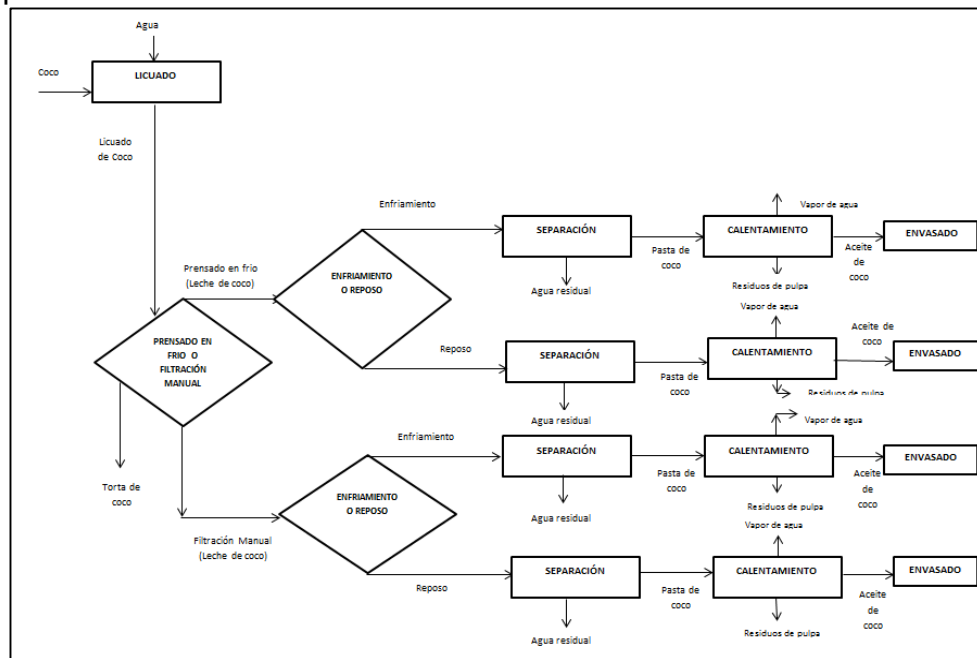 Agua
LICUADO
Coco
Licuado
de Coco
Enfriamiento
SEPARACIÓN
Pasta de
coco
Agua residual
Vapor de agua
CALENTAMIENTO
Residuos de pulpa
Aceite
de
coco
ENVASADO
Prensado en frio
(Leche de coco)
ENFRIAMIENTO
O REPOSO
Reposo
SEPARACIÓN
Pasta de
coco
Agua residual
Vapor de agua
CALENTAMIENTO
Residuos de pulpa
Aceite de
coco
ENVASADO
PRENSADO EN
FRIO O
FILTRACIÓN
MANUAL
Torta de
coco
Filtración Manual
(Leche de coco)
ENFRIAMIENTO
O REPOSO
Enfriamiento
SEPARACIÓN
Pasta de
coco
Agua residual
Vapor de agua
CALENTAMIENTO
Residuos de pulpa
Aceite
de
coco
ENVASADO
Reposo
SEPARACIÓN
Pasta de
coco
Agua residual
Vapor de agua
CALENTAMIENTO
Residuos de pulpa
Aceite
de
coco
ENVASADO